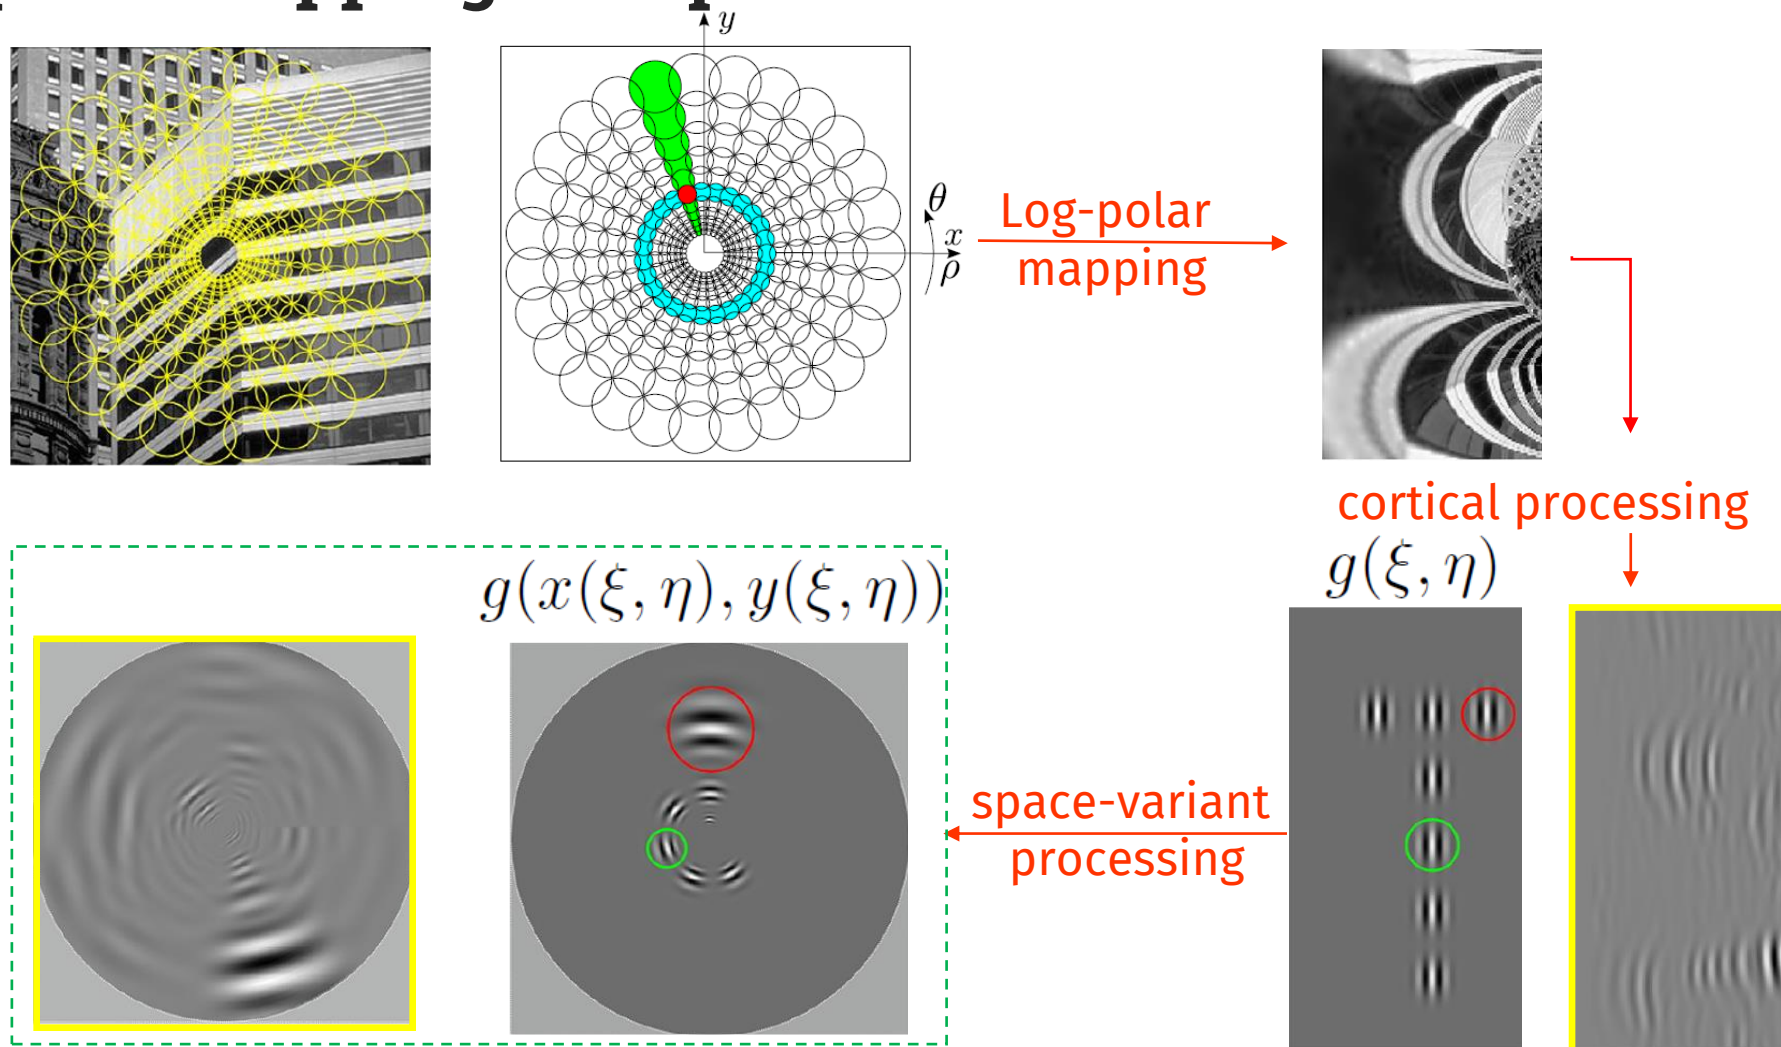 y
θ
x
ρ
Log-polar
mapping
cortical processing
g(x(ξ, η), y(ξ, η))
g(ξ, η)
space-variant
processing